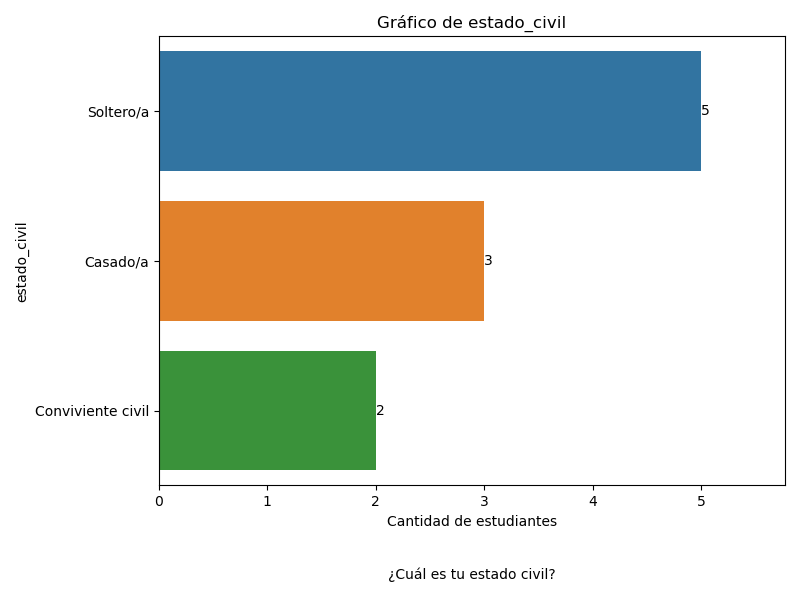 Gráfico de estado_civil
Soltero/a
5
Casado/a
3
Conviviente civil
2
estado_civil
0 1 2 3 4 5
Cantidad de estudiantes
¿Cuál es tu estado civil?